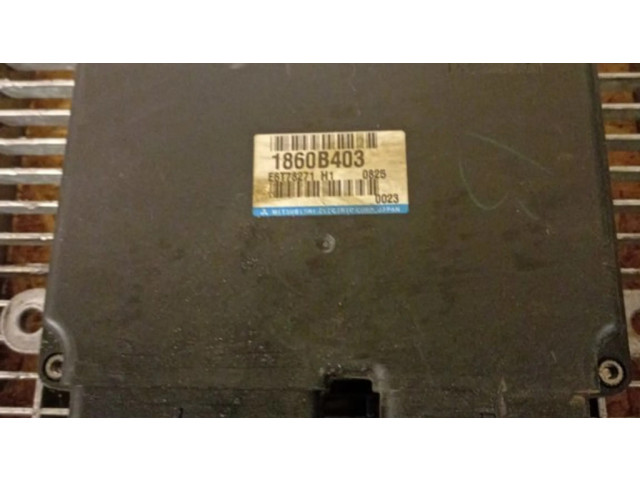 1860B403
E6T78271 H1 0825
0023
MITSUBISHI ELECTRIC CORP. JAPAN